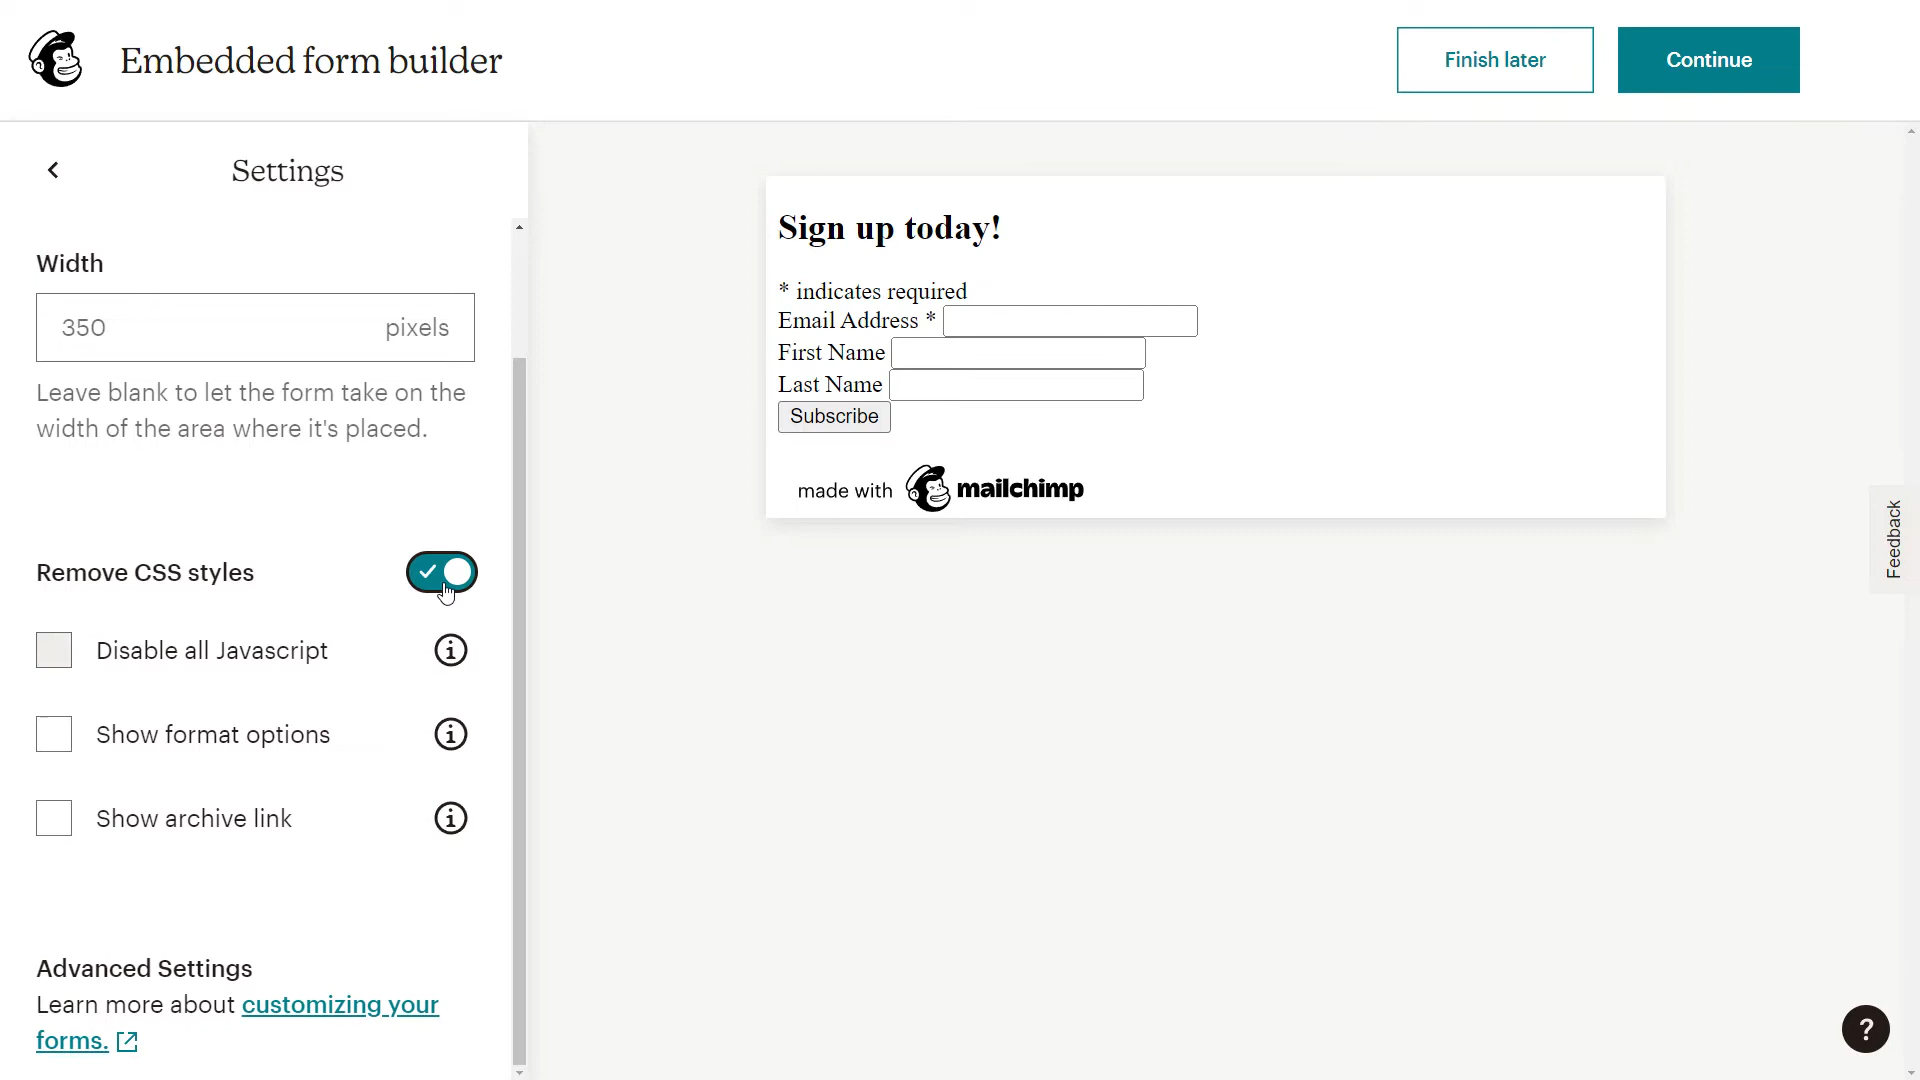 Embedded form builder
Finish later
Continue
Settings
Width
350 pixels
Leave blank to let the form take on the
width of the area where it's placed.
Remove CSS styles
Disable all Javascript
Show format options
Show archive link
Advanced Settings
Learn more about customizing your
forms.
Sign up today!
* indicates required
Email Address *
First Name
Last Name
Subscribe
made with mailchimp
Feedback
?